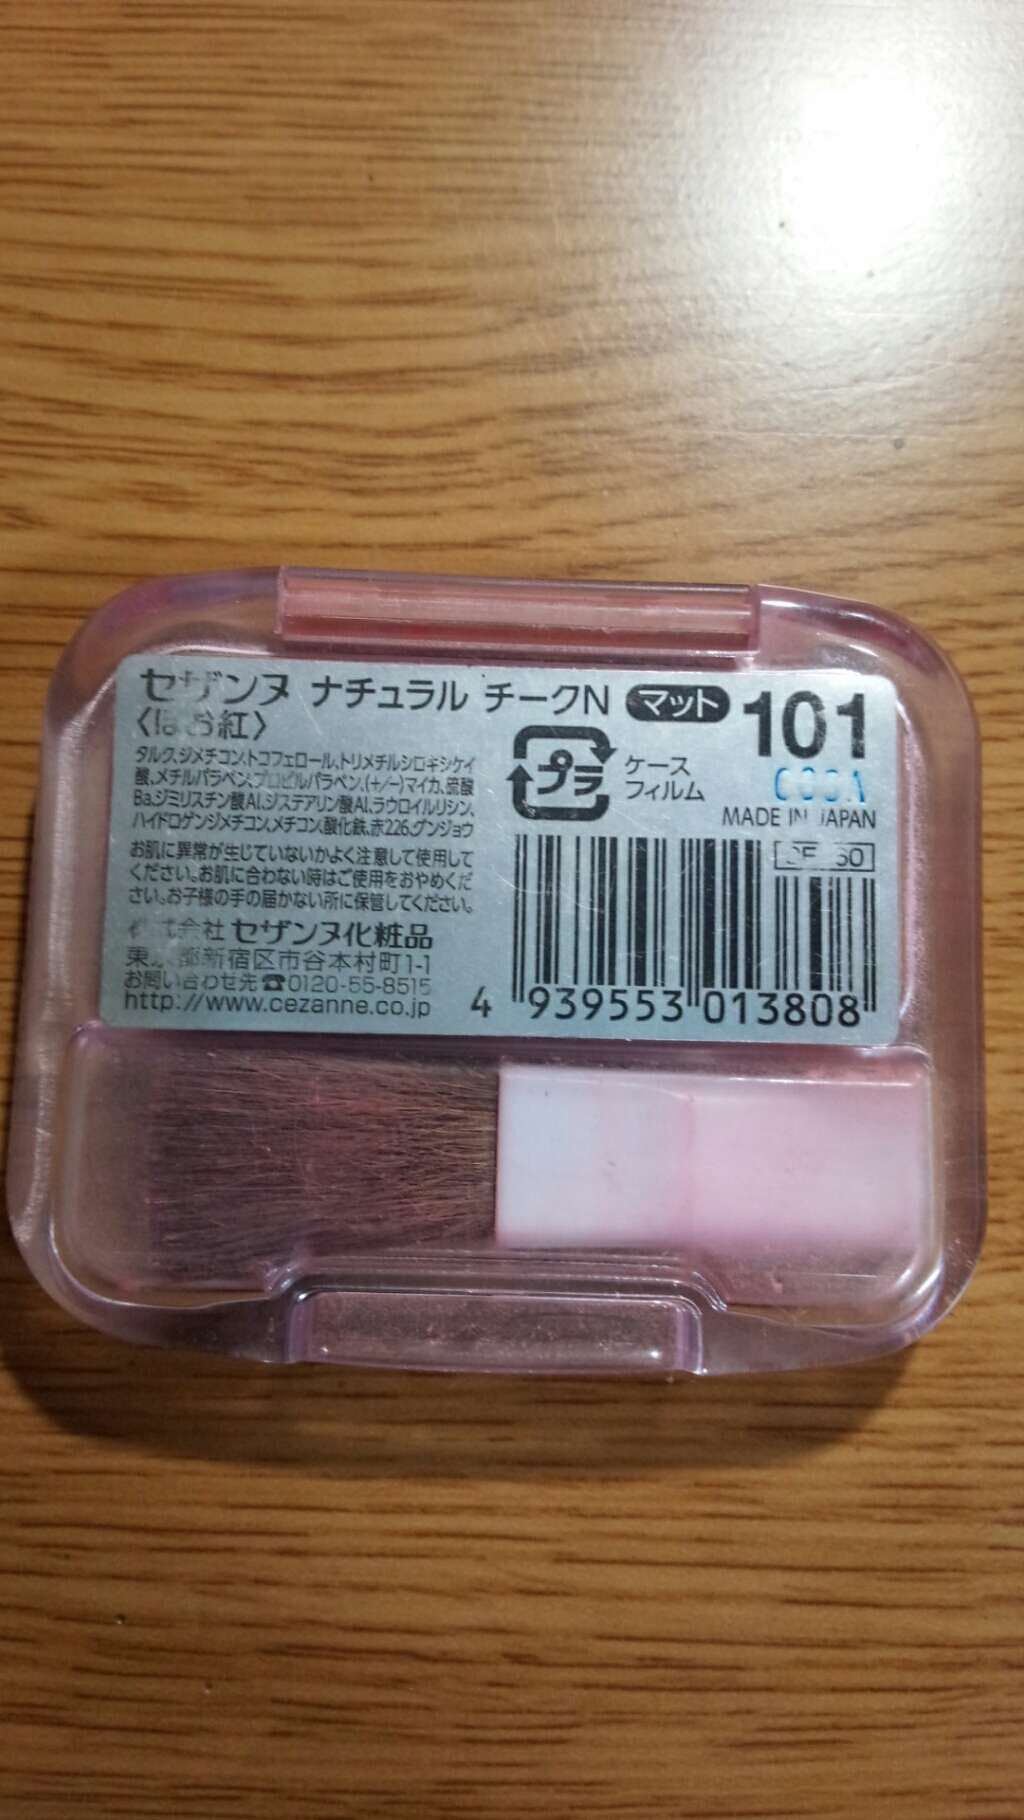 セザンヌ ナチュラル チークN マット 101
〈ほお紅〉
タルク、ジメチコン、トコフェロール、トリメチルシロキシケイ
酸、メチルパラベン、プロピルパラベン、(+/-)マイカ、硫酸
Ba、ジミリスチン酸Al、ジステアリン酸Al、ラウロイルリシン、
ハイドロゲンジメチコン、メチコン、酸化鉄、赤226、グンジョウ
お肌に異常が生じていないかよく注意して使用して
ください。お肌に合わない時はご使用をおやめくだ
さい。お子様の手の届かない所に保管してください。
株式会社 セザンヌ化粧品
東京都新宿区市谷本村町1-1
お問い合わせ先☎0120-55-8515
http://www.cezanne.co.jp
プラ
ケース
フィルム
MADE IN JAPAN
4 939553 013808